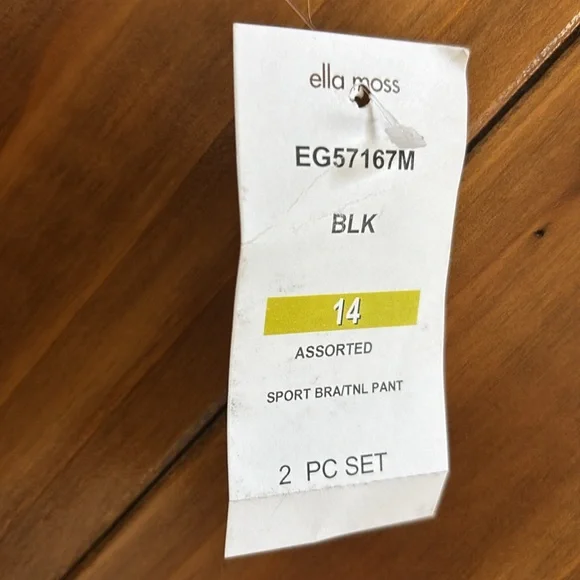 ella moss
EG57167M
BLK
14
ASSORTED
SPORT BRA/TNL PANT
2 PC SET